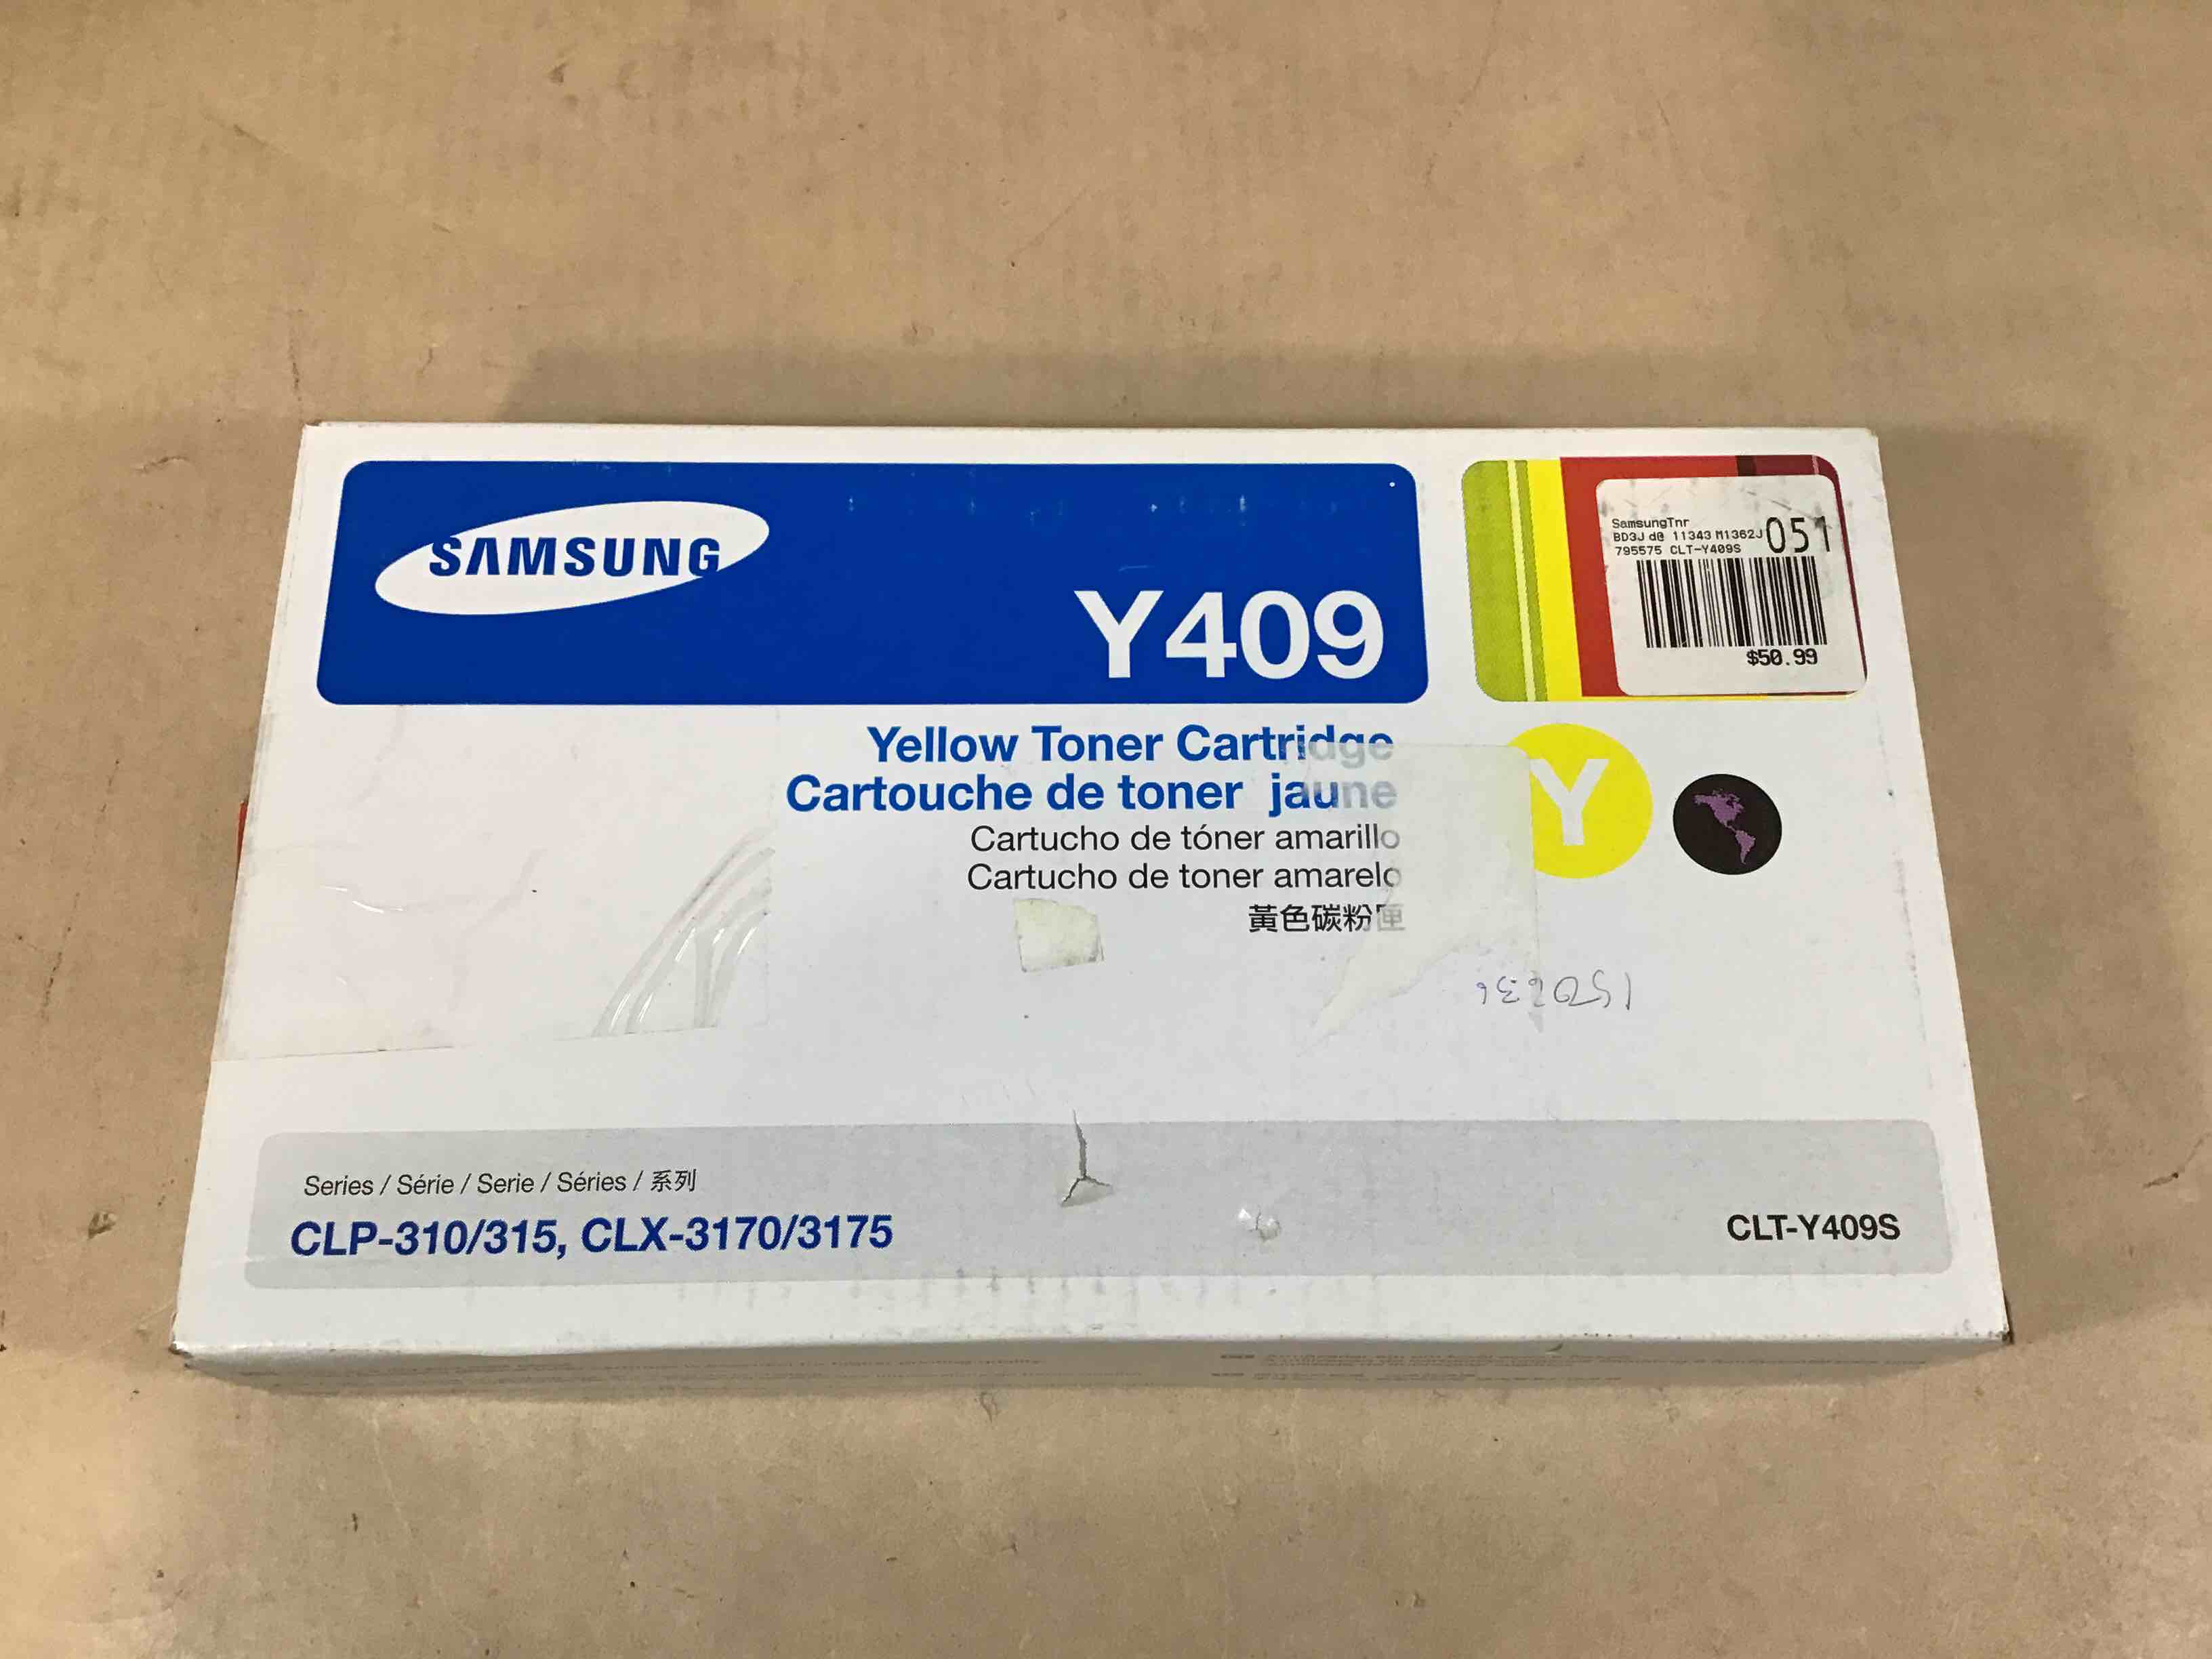 SAMSUNG
Y409
SamsungTnr
BD3J d@ 11343 M1362J 051
795575 CLT-Y409S
$50.99
Yellow Toner Cartridge
Cartouche de toner jaune
Cartucho de tóner amarillo
Cartucho de toner amarelo
黃色碳粉匣
Y
Series / Série / Serie / Séries / 系列
CLP-310/315, CLX-3170/3175
CLT-Y409S